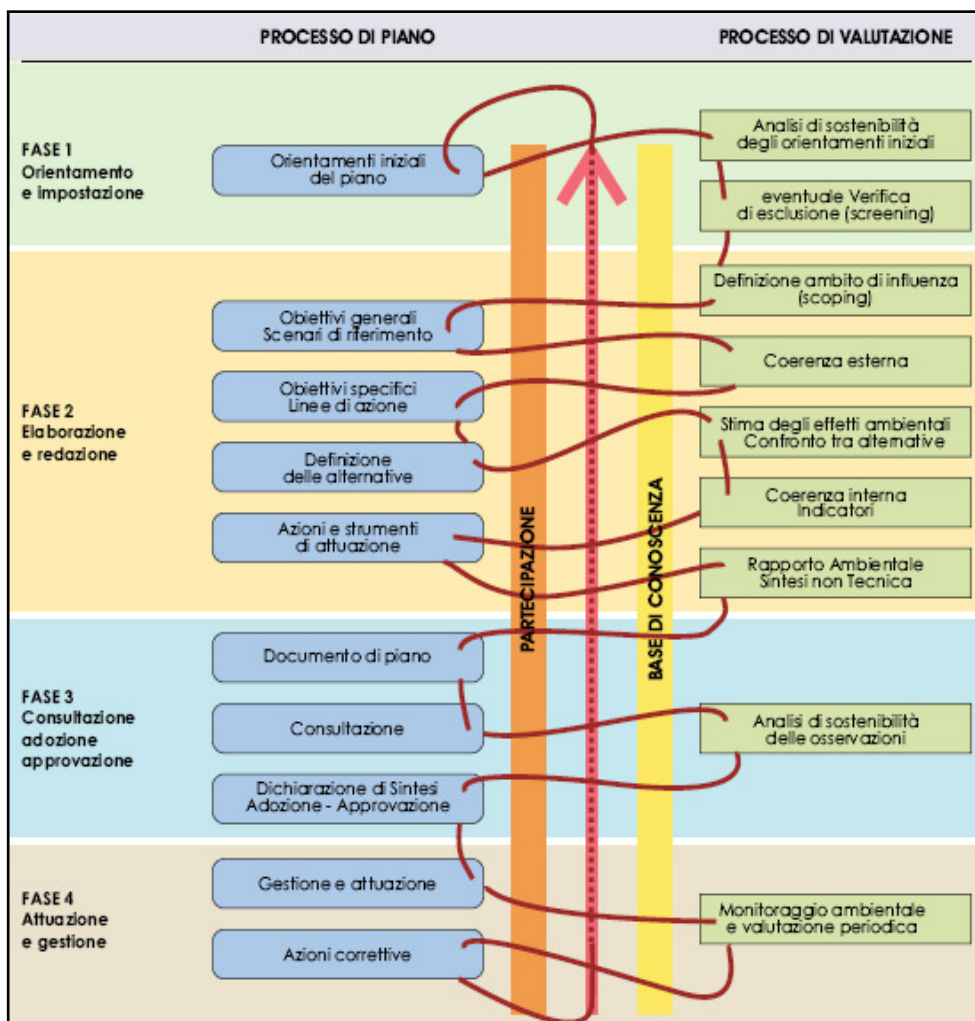 PROCESSO DI PIANO
PROCESSO DI VALUTAZIONE
FASE 1
Orientamento
e impostazione
Orientamenti iniziali
del piano
Analisi di sostenibilità
degli orientamenti iniziali
eventuale Verifica
di esclusione (screening)
FASE 2
Elaborazione
e redazione
Definizione ambito di influenza
(scoping)
Obiettivi generali
Scenari di riferimento
Coerenza esterna
Obiettivi specifici
Linee di azione
Stima degli effetti ambientali
Confronto tra alternative
Definizione
delle alternative
Coerenza interna
Indicatori
Azioni e strumenti
di attuazione
Rapporto Ambientale
Sintesi non Tecnica
PARTECIPAZIONE
BASE DI CONOSCENZA
FASE 3
Consultazione
adozione
approvazione
Documento di piano
Consultazione
Analisi di sostenibilità
delle osservazioni
Dichiarazione di Sintesi
Adozione - Approvazione
FASE 4
Attuazione
e gestione
Gestione e attuazione
Monitoraggio ambientale
e valutazione periodica
Azioni correttive